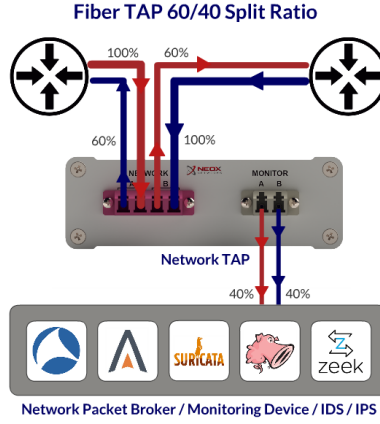 Fiber TAP 60/40 Split Ratio
100%
60%
60%
100%
NETWORK
A B
NEOX
MONITOR
A B
Network TAP
40%
40%
SURICATA
zeek
Network Packet Broker / Monitoring Device / IDS / IPS